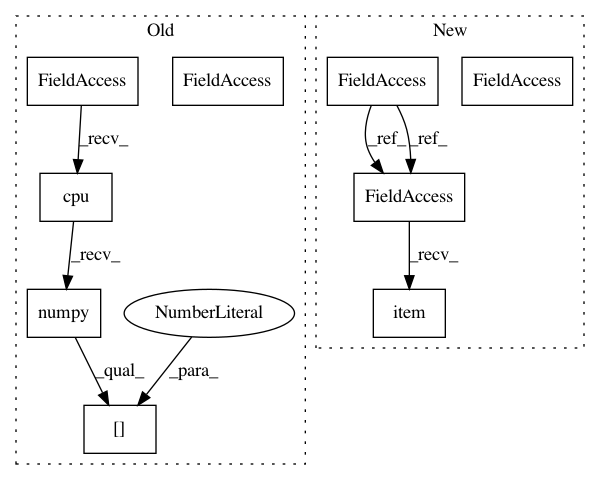 Old
New
FieldAccess
FieldAccess
FieldAccess
FieldAccess
_recv_
_ref_
_ref_
cpu
FieldAccess
_recv_
_recv_
numpy
NumberLiteral
item
_qual_
_para_
[]